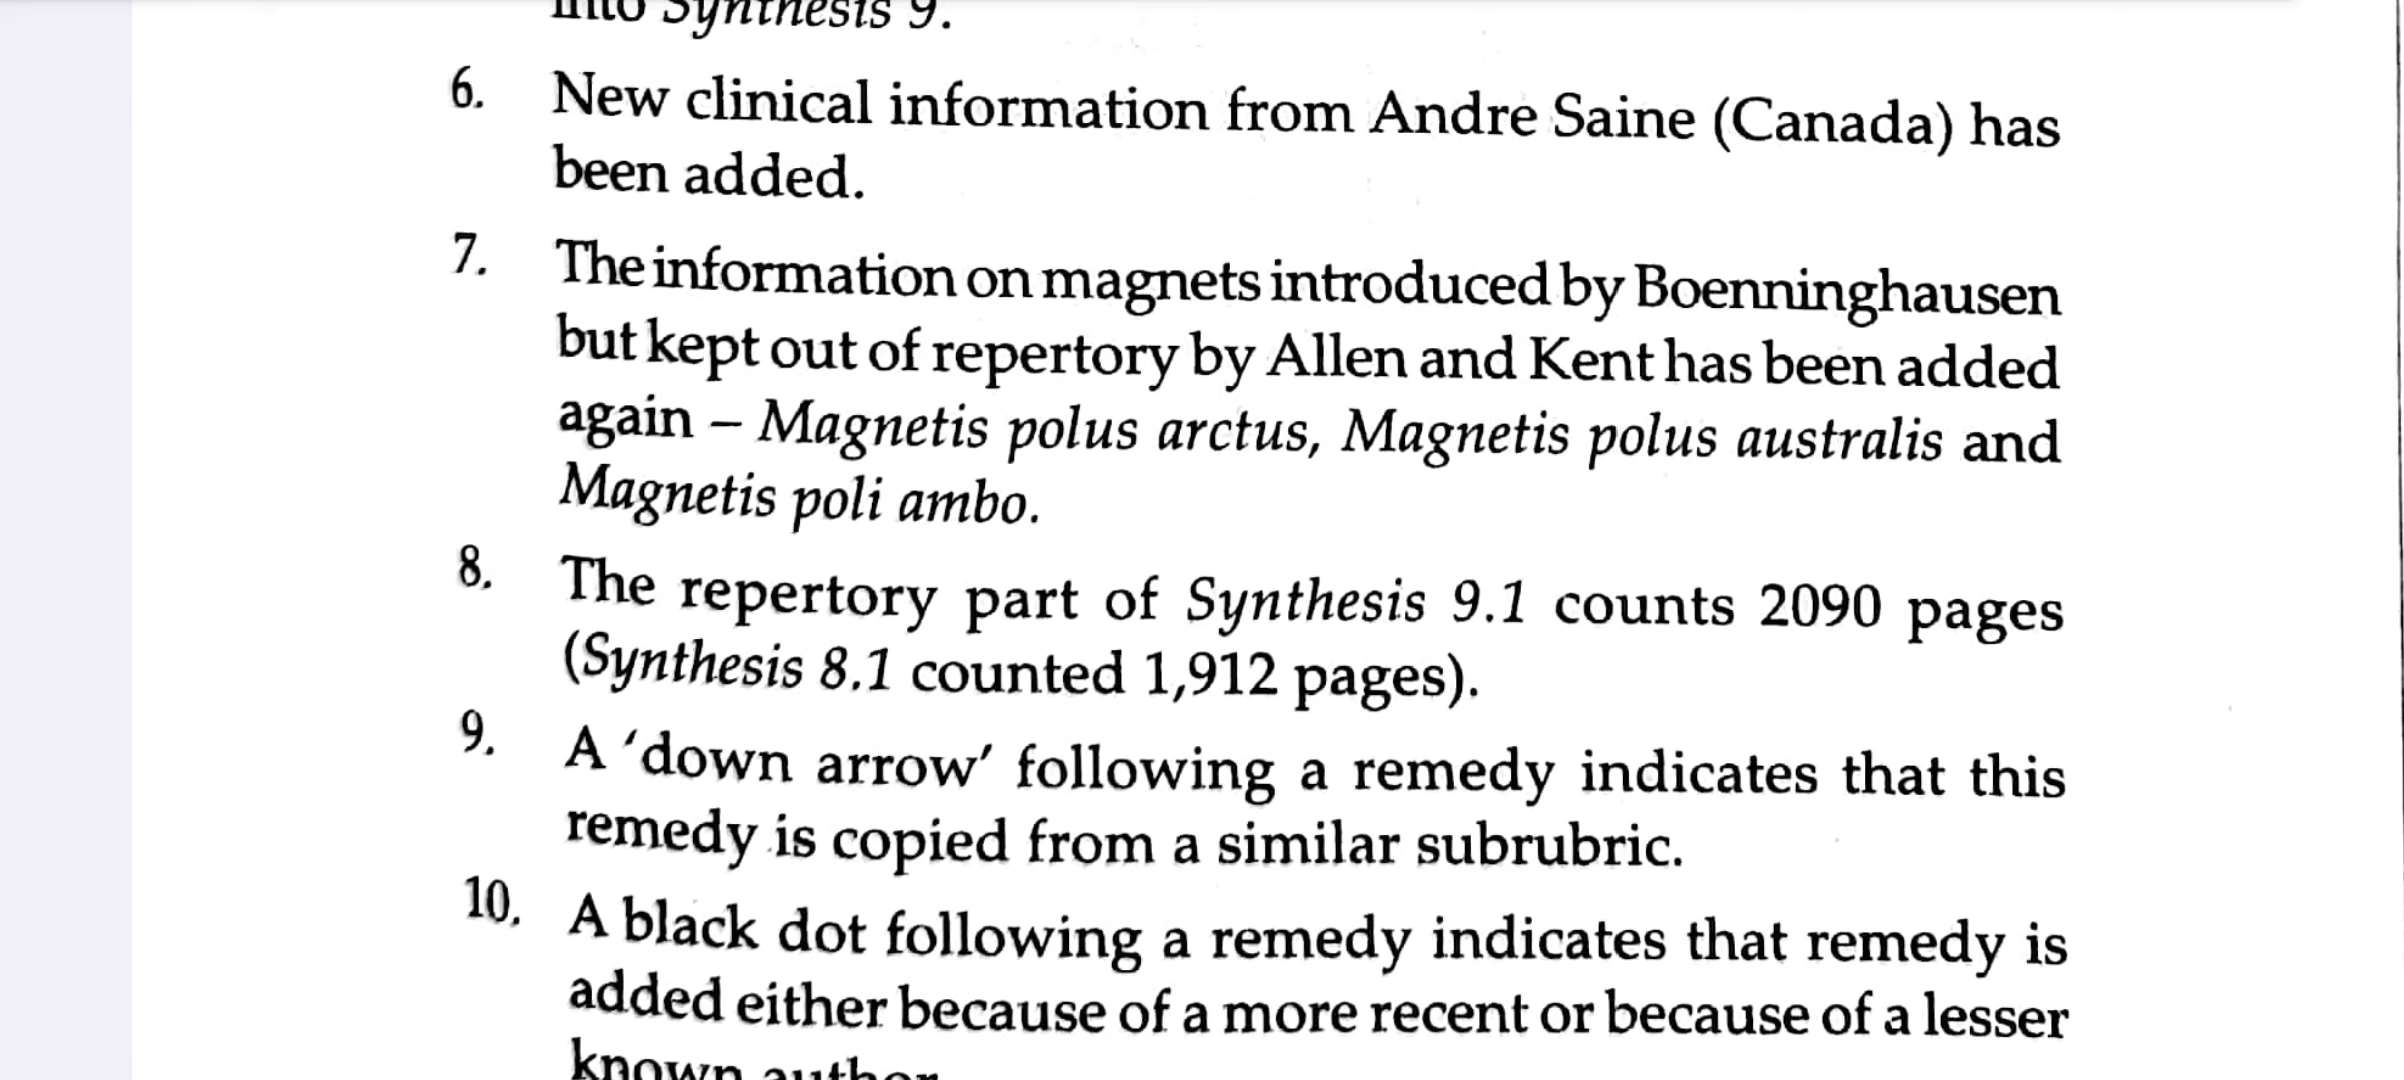 into Synthesis 9.
6. New clinical information from Andre Saine (Canada) has
been added.
7. The information on magnets introduced by Boenninghausen
but kept out of repertory by Allen and Kent has been added
again – Magnetis polus arctus, Magnetis polus australis and
Magnetis poli ambo.
8. The repertory part of Synthesis 9.1 counts 2090 pages
(Synthesis 8.1 counted 1,912 pages).
9. A ‘down arrow’ following a remedy indicates that this
remedy is copied from a similar subrubric.
10. A black dot following a remedy indicates that remedy is
added either because of a more recent or because of a lesser
known author.